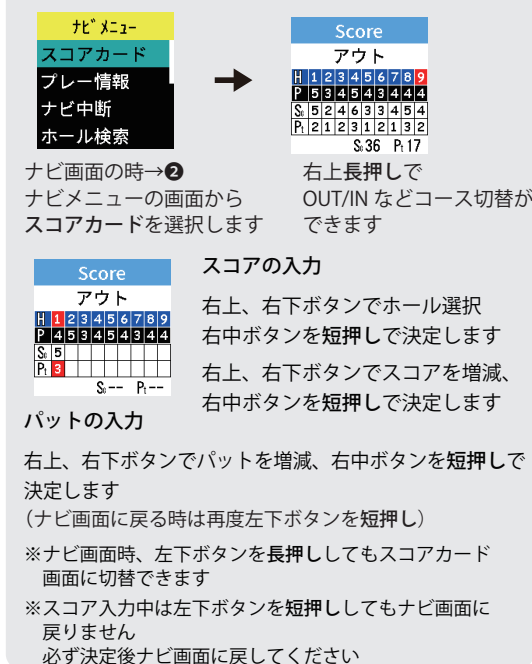 ナビメニュー
スコアカード
プレー情報
ナビ中断
ホール検索
Score
アウト
H 1 2 3 4 5 6 7 8 9
P 5 3 4 5 4 3 4 4 4
Sc 5 2 4 6 3 3 4 5 4
Pt 2 1 2 3 1 2 1 3 2
Sc 36 Pt 17
ナビ画面の時→❷
ナビメニューの画面から
スコアカードを選択します
右上長押しで
OUT/IN などコース切替が
できます
Score
アウト
H 1 2 3 4 5 6 7 8 9
P 4 5 3 4 5 4 3 4 4
Sc 5
Pt 3
Sc -- Pt --
スコアの入力
右上、右下ボタンでホール選択
右中ボタンを短押しで決定します
右上、右下ボタンでスコアを増減、
右中ボタンを短押しで決定します
パットの入力
右上、右下ボタンでパットを増減、右中ボタンを短押しで
決定します
(ナビ画面に戻る時は再度左下ボタンを短押し)
※ナビ画面時、左下ボタンを長押ししてもスコアカード
画面に切替できます
※スコア入力中は左下ボタンを短押ししてもナビ画面に
戻りません
必ず決定後ナビ画面に戻してください